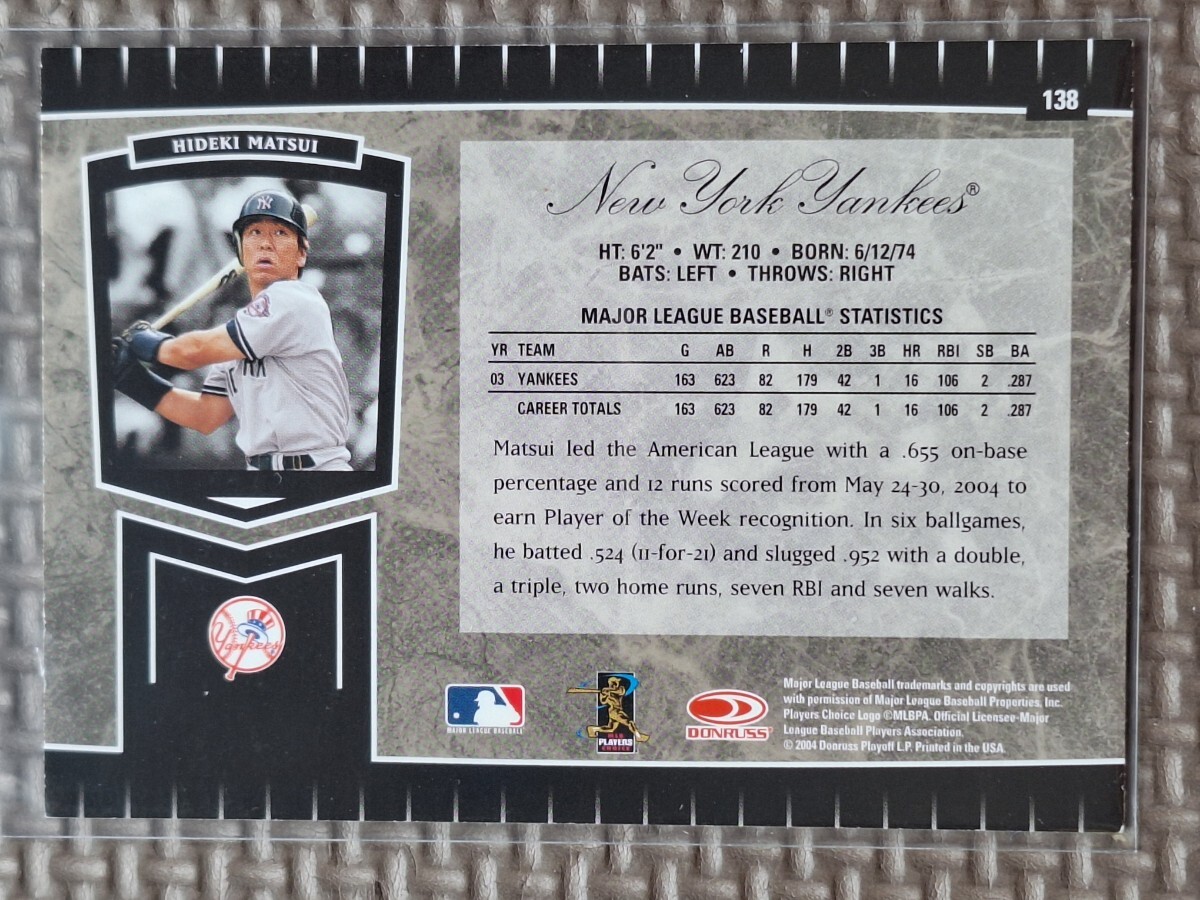 138
HIDEKI MATSUI
New York Yankees®
HT: 6'2" • WT: 210 • BORN: 6/12/74
BATS: LEFT • THROWS: RIGHT
MAJOR LEAGUE BASEBALL® STATISTICS
YR TEAM G AB R H 2B 3B HR RBI SB BA
03 YANKEES 163 623 82 179 42 1 16 106 2 .287
CAREER TOTALS 163 623 82 179 42 1 16 106 2 .287
Matsui led the American League with a .655 on-base
percentage and 12 runs scored from May 24-30, 2004 to
earn Player of the Week recognition. In six ballgames,
he batted .524 (11-for-21) and slugged .952 with a double,
a triple, two home runs, seven RBI and seven walks.
Yankees
MAJOR LEAGUE BASEBALL
MLB
PLAYERS
CHOICE
DONRUSS
Major League Baseball trademarks and copyrights are used
with permission of Major League Baseball Properties, Inc.
Players Choice Logo ©MLBPA. Official Licensee-Major
League Baseball Players Association.
© 2004 Donruss Playoff L.P. Printed in the USA.